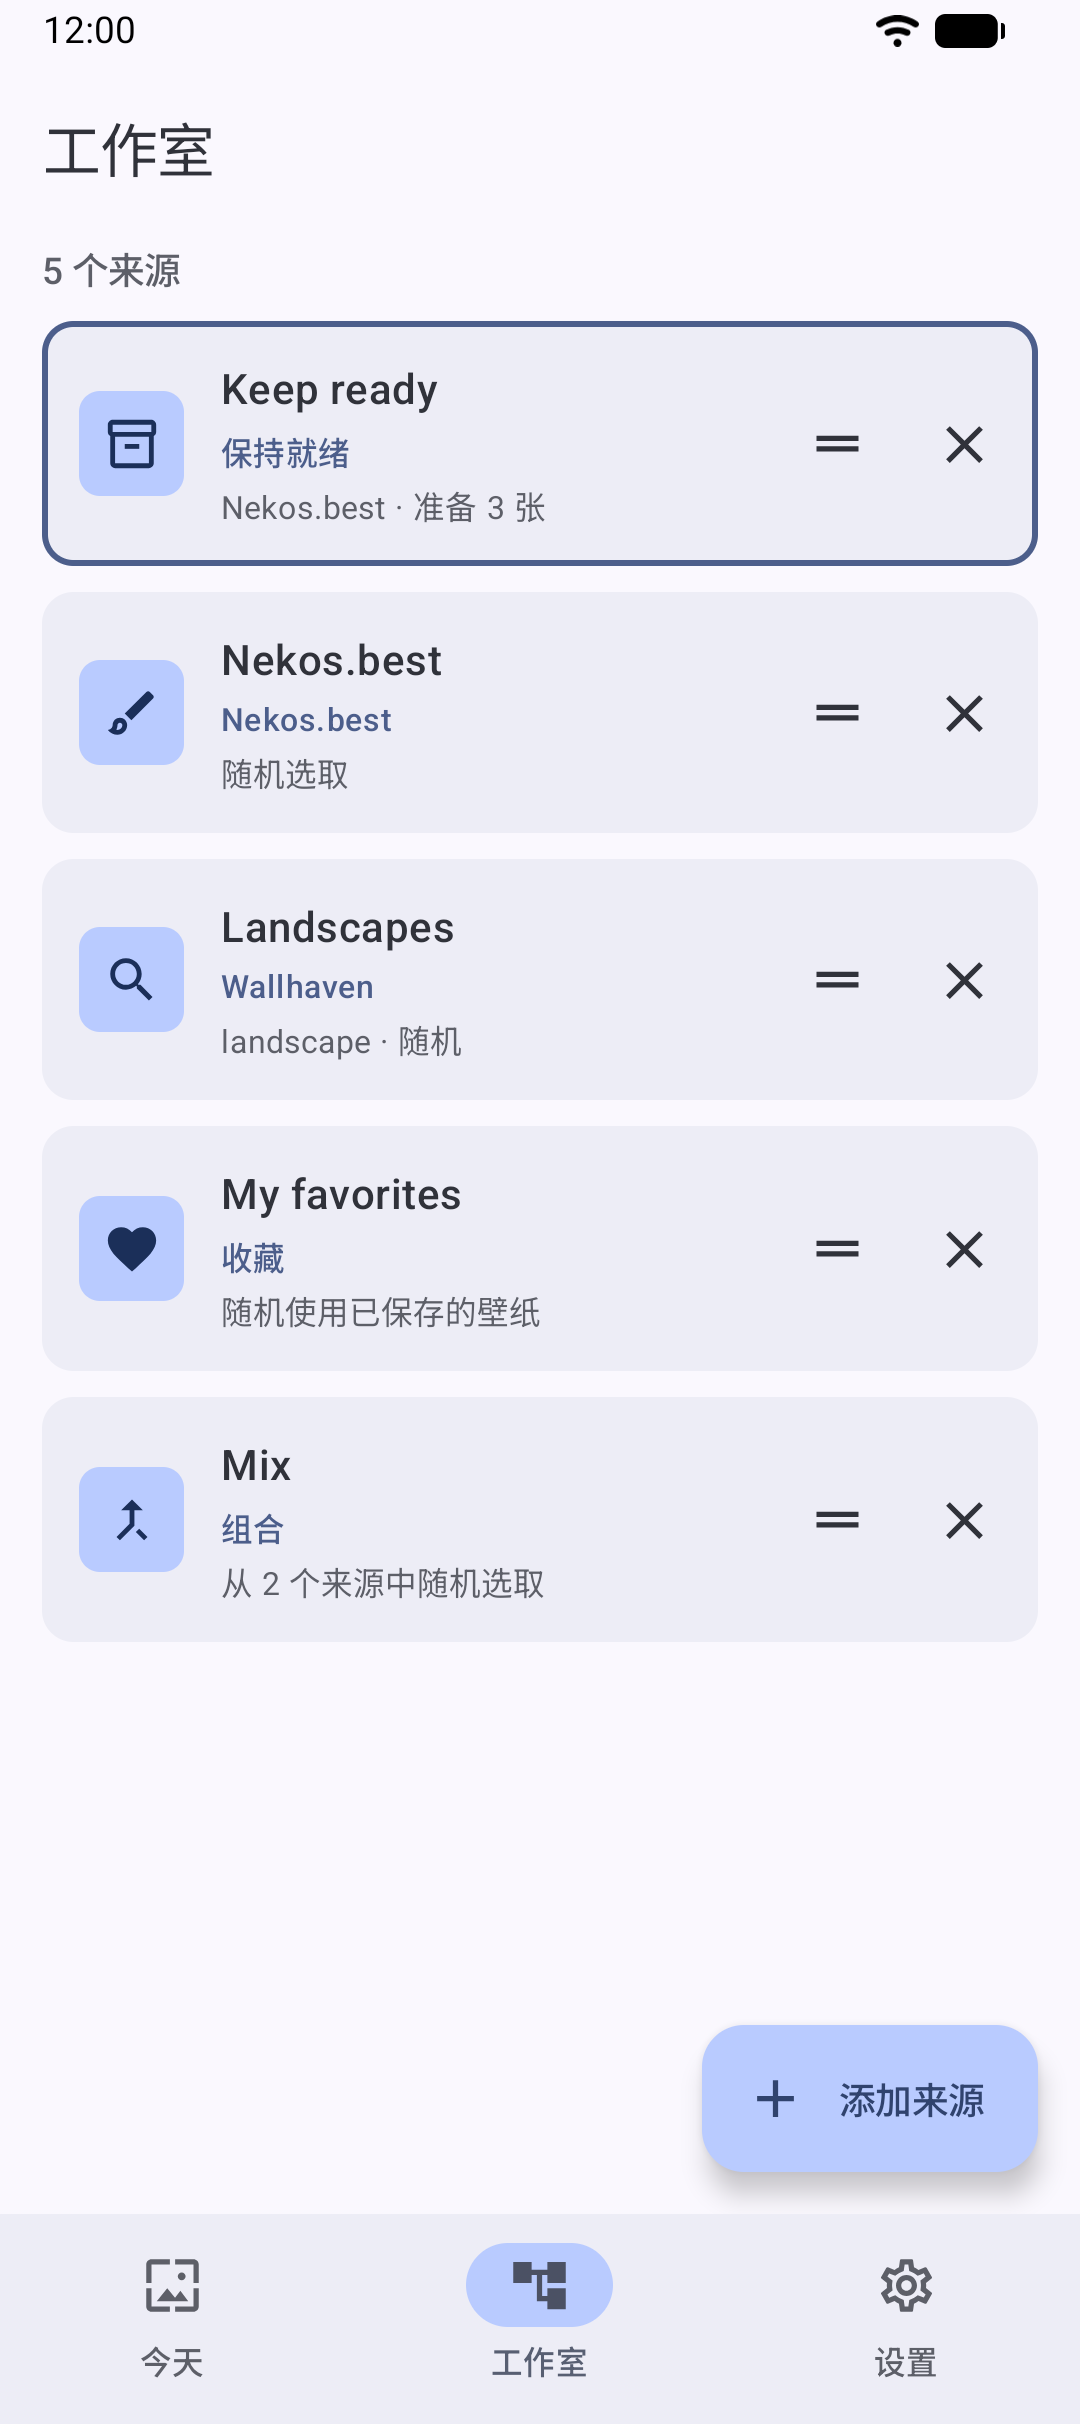 12:00
工作室
5 个来源
Keep ready
保持就绪
Nekos.best · 准备 3 张
Nekos.best
Nekos.best
随机选取
Landscapes
Wallhaven
landscape · 随机
My favorites
收藏
随机使用已保存的壁纸
Mix
组合
从 2 个来源中随机选取
添加来源
今天
工作室
设置